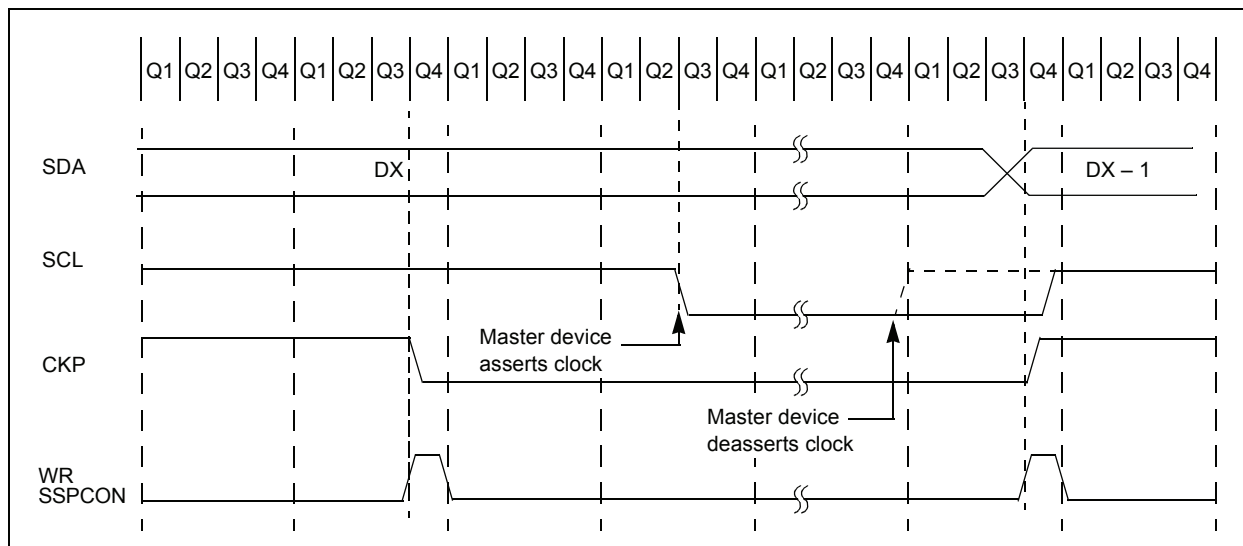 Q1 Q2 Q3 Q4 Q1 Q2 Q3 Q4 Q1 Q2 Q3 Q4 Q1 Q2 Q3 Q4 Q1 Q2 Q3 Q4 Q1 Q2 Q3 Q4 Q1 Q2 Q3 Q4
SDA
DX
DX – 1
SCL
Master device
asserts clock
CKP
Master device
deasserts clock
WR
SSPCON